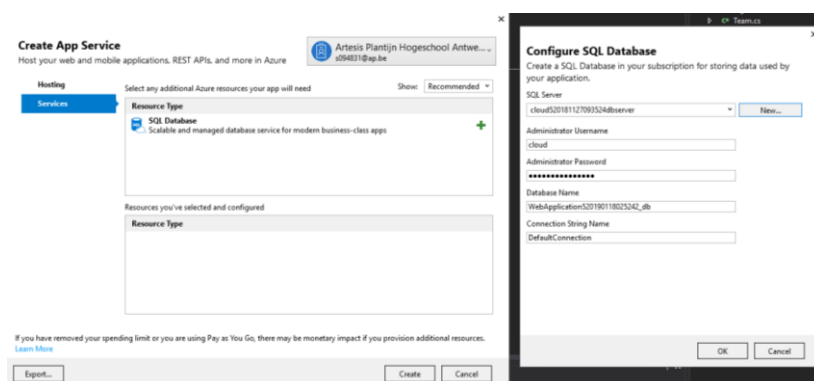 Create App Service
Host your web and mobile applications, REST APIs, and more in Azure
Artesis Plantijn Hogeschool Antwe...
s094831@ap.be
Hosting
Services
Select any additional Azure resources your app will need
Show: Recommended
Resource Type
SQL Database
Scalable and managed database service for modern business-class apps
Resources you've selected and configured
Resource Type
If you have removed your spending limit or you are using Pay as You Go, there may be monetary impact if you provision additional resources.
Learn More
Export...
Create
Cancel
C# Team.cs
Configure SQL Database
Create a SQL Database in your subscription for storing data used by
your application.
SQL Server
cloud520181127093524dbserver
New...
Administrator Username
cloud
Administrator Password
•••••••••••••••
Database Name
WebApplication520190118025242_db
Connection String Name
DefaultConnection
OK
Cancel